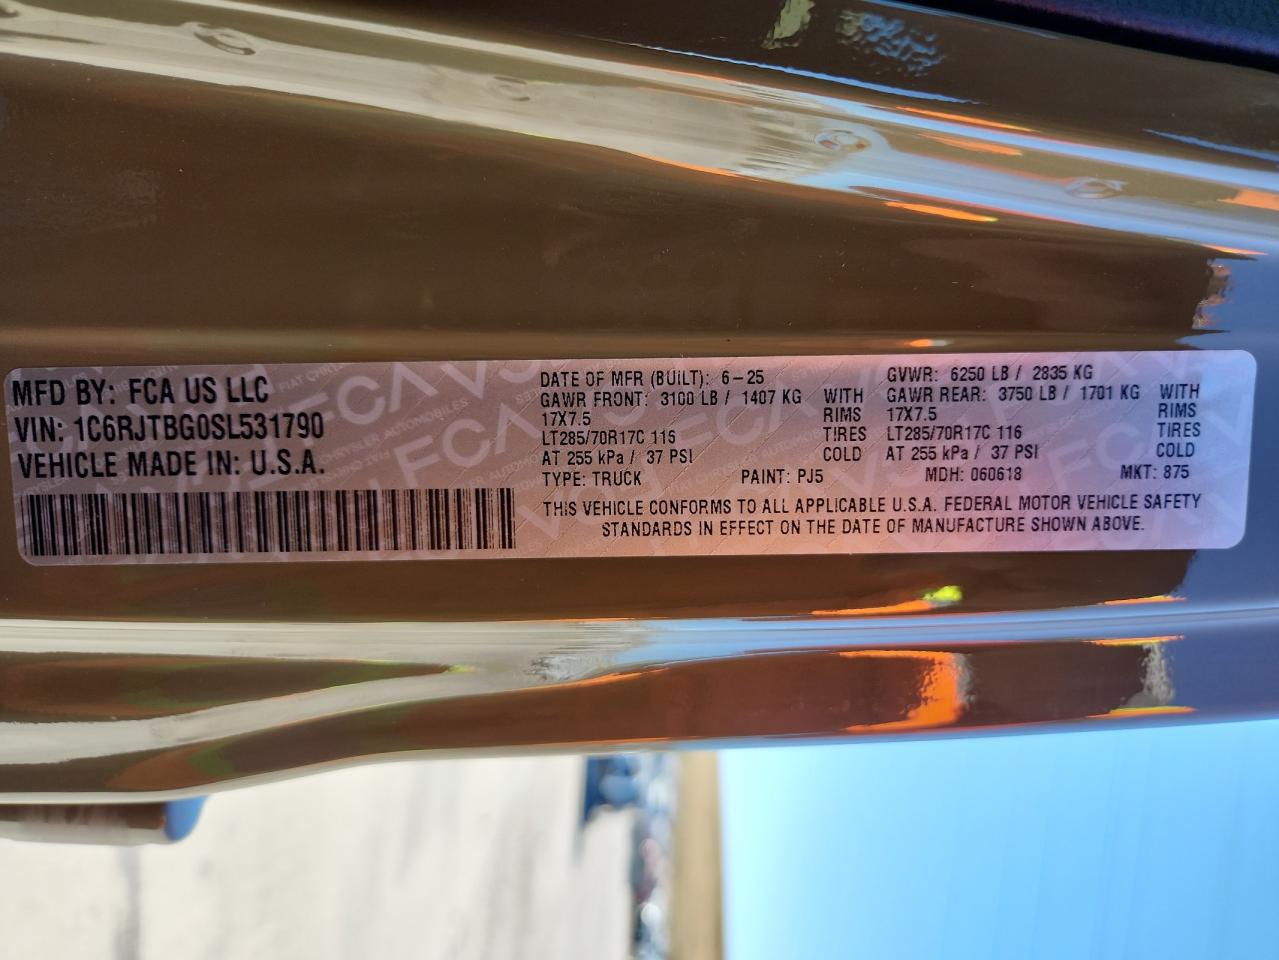 MFD BY: FCA US LLC
VIN: 1C6RJTBG0SL531790
VEHICLE MADE IN: U.S.A.
DATE OF MFR (BUILT): 6-25
GAWR FRONT: 3100 LB / 1407 KG WITH
17X7.5 RIMS
LT285/70R17C 116 TIRES
AT 255 kPa / 37 PSI COLD
TYPE: TRUCK PAINT: PJ5
GVWR: 6250 LB / 2835 KG
GAWR REAR: 3750 LB / 1701 KG WITH
17X7.5 RIMS
LT285/70R17C 116 TIRES
AT 255 kPa / 37 PSI COLD
MDH: 060618 MKT: 875
THIS VEHICLE CONFORMS TO ALL APPLICABLE U.S.A. FEDERAL MOTOR VEHICLE SAFETY
STANDARDS IN EFFECT ON THE DATE OF MANUFACTURE SHOWN ABOVE.